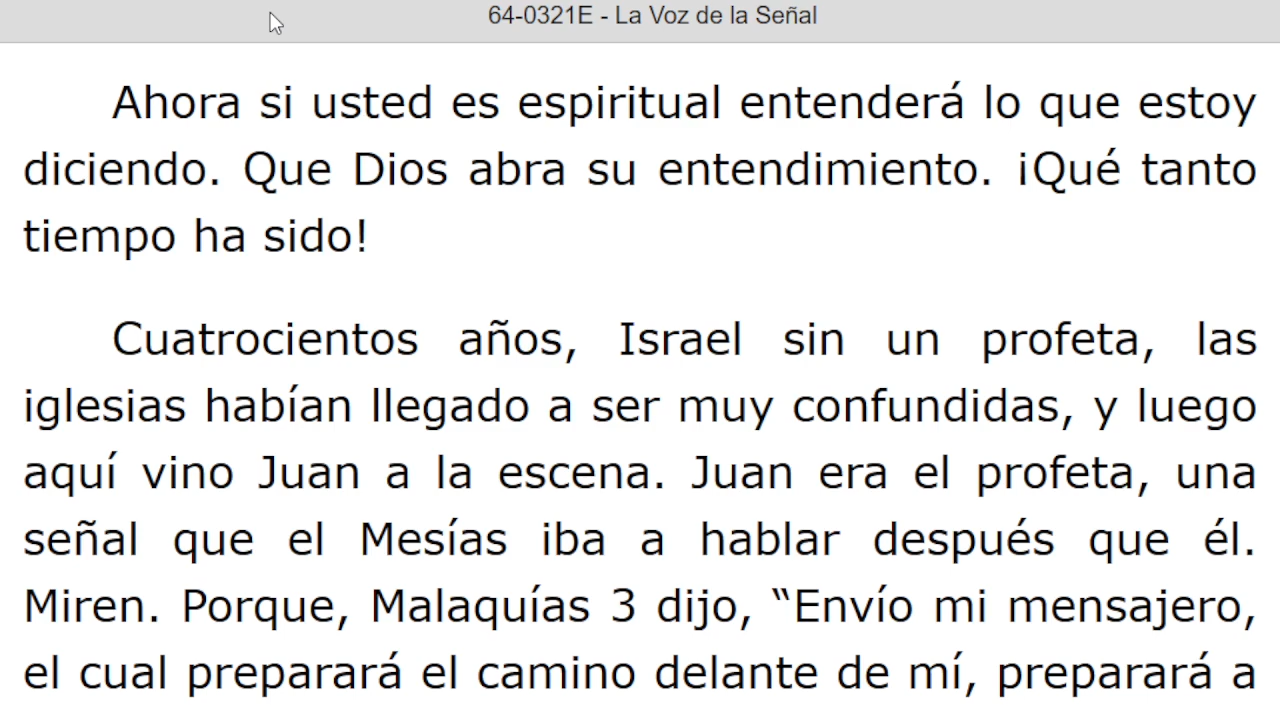 64-0321E - La Voz de la Señal
Ahora si usted es espiritual entenderá lo que estoy
diciendo. Que Dios abra su entendimiento. ¡Qué tanto
tiempo ha sido!
Cuatrocientos años, Israel sin un profeta, las
iglesias habían llegado a ser muy confundidas, y luego
aquí vino Juan a la escena. Juan era el profeta, una
señal que el Mesías iba a hablar después que él.
Miren. Porque, Malaquías 3 dijo, “Envío mi mensajero,
el cual preparará el camino delante de mí, preparará a